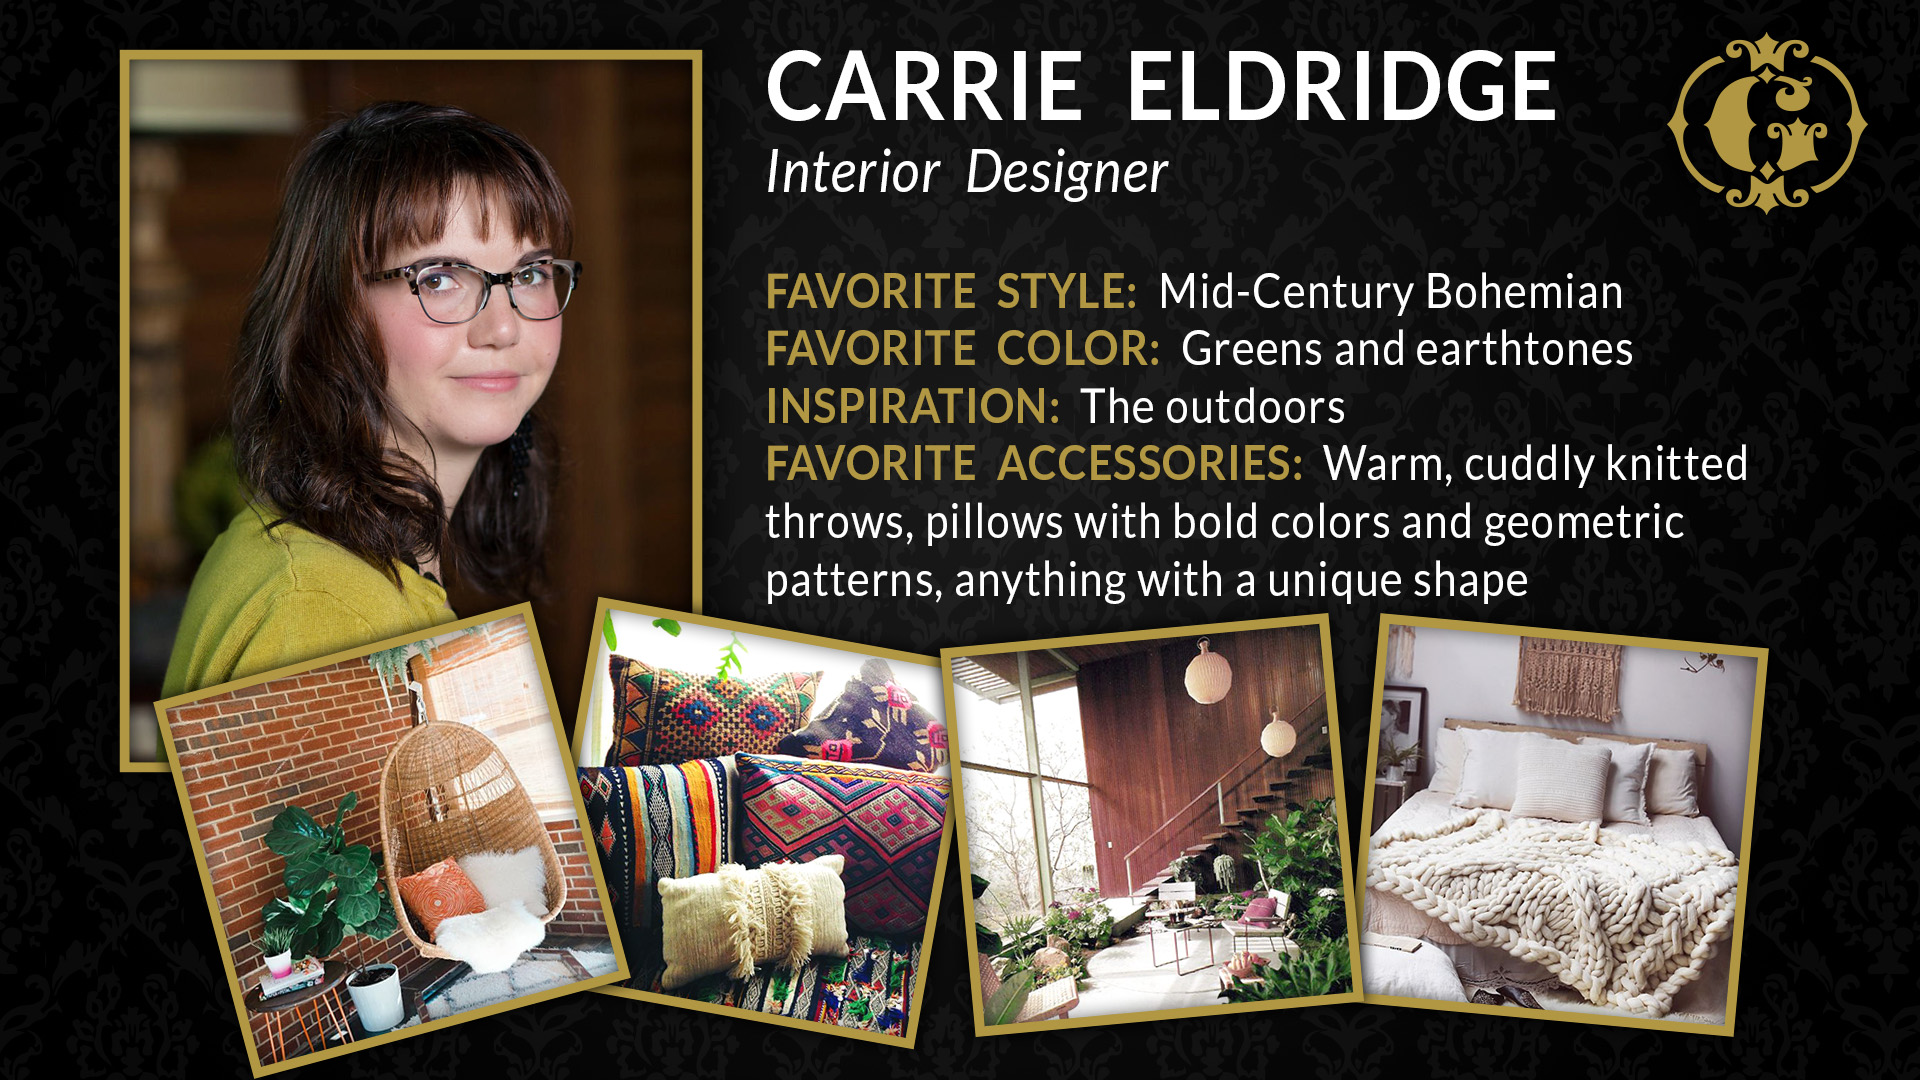 CARRIE ELDRIDGE
Interior Designer
G
FAVORITE STYLE: Mid-Century Bohemian
FAVORITE COLOR: Greens and earthtones
INSPIRATION: The outdoors
FAVORITE ACCESSORIES: Warm, cuddly knitted
throws, pillows with bold colors and geometric
patterns, anything with a unique shape